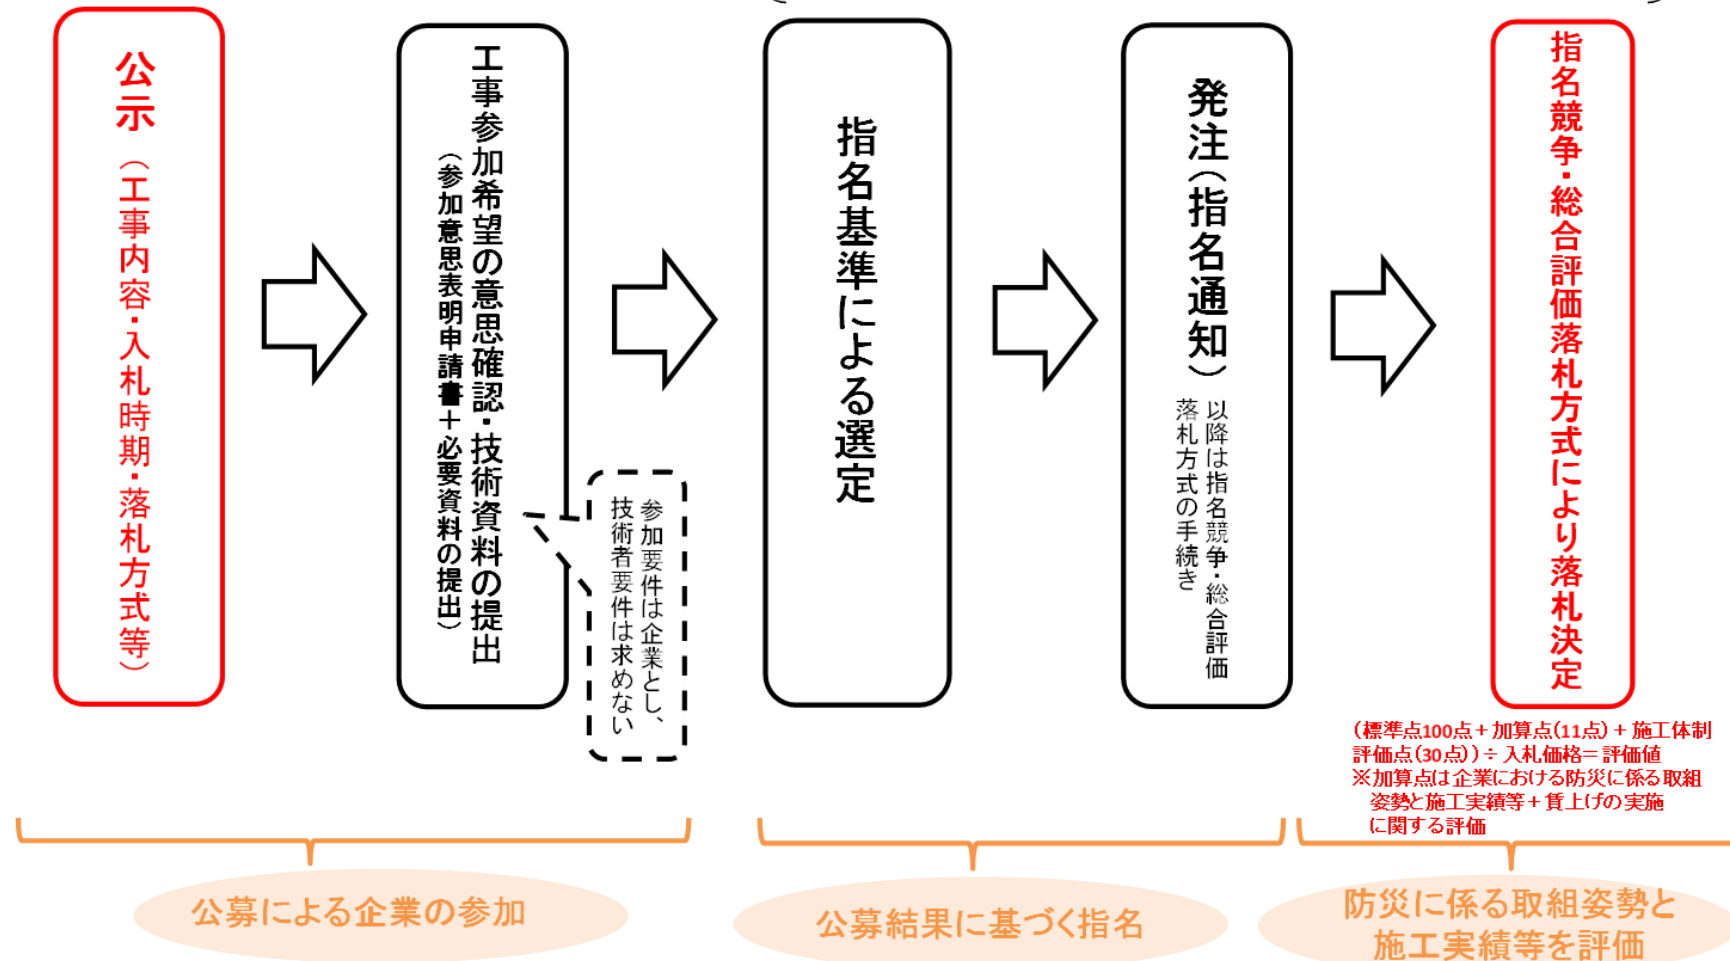 公示（工事内容・入札時期・落札方式等）
工事参加希望の意思確認・技術資料の提出
（参加意思表明申請書＋必要資料の提出）
参加要件は企業とし、
技術者要件は求めない
指名基準による選定
発注（指名通知）
以降は指名競争・総合評価
落札方式の手続き
指名競争・総合評価落札方式により落札決定
（標準点100点＋加算点(11点)＋施工体制
評価点(30点)）÷入札価格＝評価値
※加算点は企業における防災に係る取組
姿勢と施工実績等＋賃上げの実施
に関する評価
公募による企業の参加
公募結果に基づく指名
防災に係る取組姿勢と
施工実績等を評価